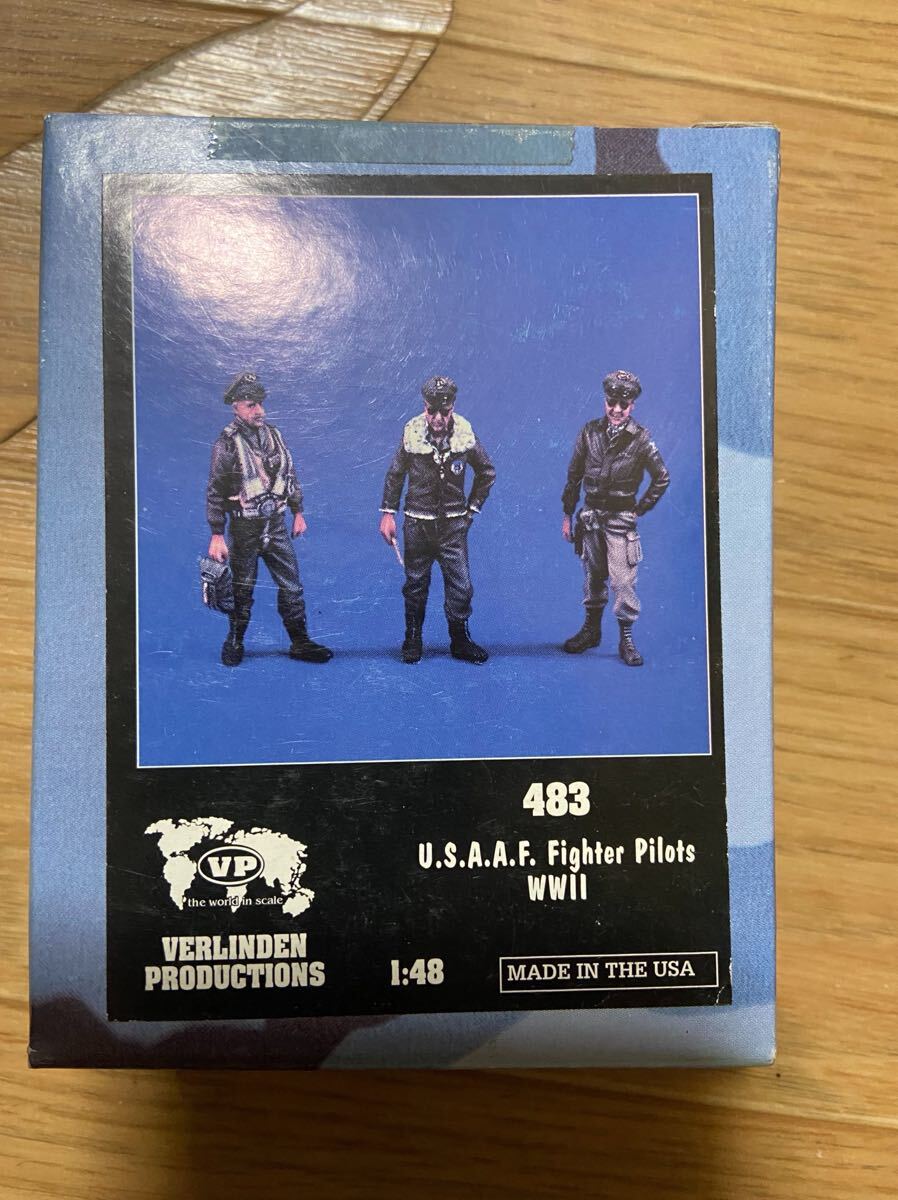 483
U.S.A.A.F. Fighter Pilots
WWII
VP
the world in scale
VERLINDEN
PRODUCTIONS
1:48
MADE IN THE USA